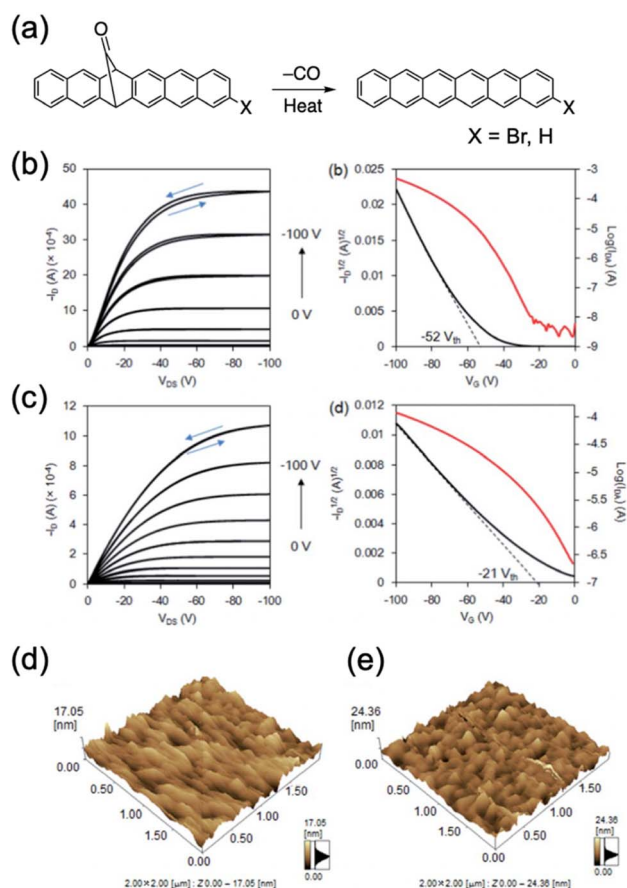 (a)
O
–CO
Heat
X
X
X = Br, H
(b)
50
40
30
20
10
0
-I_D (A) (× 10⁻⁴)
0 -20 -40 -60 -80 -100
V_DS (V)
-100 V
0 V
(b)
0.025
0.02
0.015
0.01
0.005
0
-I_D^1/2 (A)^1/2
-3
-4
-5
-6
-7
-8
-9
(A)
-52 V_th
-100 -80 -60 -40 -20 0
V_G (V)
(c)
12
10
8
6
4
2
0
-I_D (A) (× 10⁻⁴)
0 -20 -40 -60 -80 -100
V_DS (V)
-100 V
0 V
(d)
0.012
0.01
0.008
0.006
0.004
0.002
0
-I_D^1/2 (A)^1/2
-4
-4.5
-5
-5.5
-6
-6.5
-7
(A)
-21 V_th
-100 -80 -60 -40 -20 0
V_G (V)
(d)
17.05
[nm]
0.00
0.50
1.00
1.50
0.00
0.50
1.00
1.50
17.05
[nm]
0.00
2.00×2.00 [µm] : Z 0.00 – 17.05 [nm]
(e)
24.36
[nm]
0.00
0.50
1.00
1.50
0.00
0.50
1.00
1.50
24.36
[nm]
0.00
2.00×2.00 [µm] : Z 0.00 – 24.36 [nm]